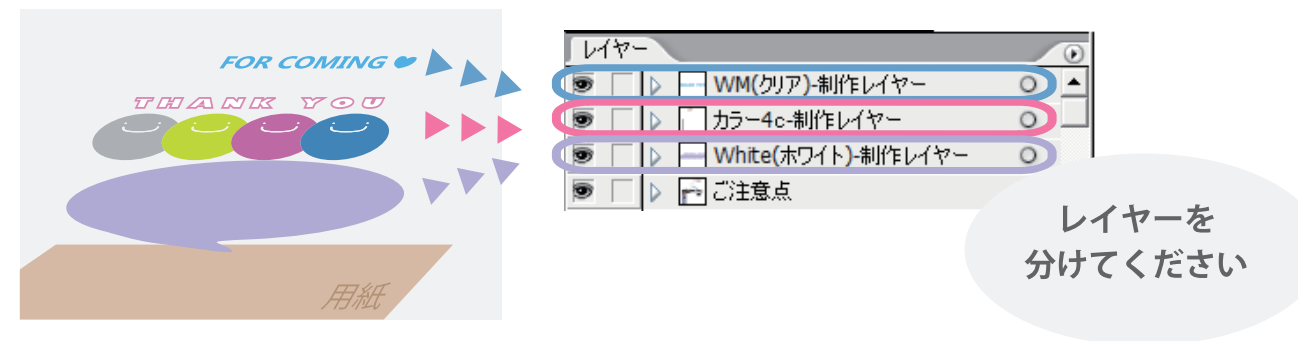 FOR COMING
THANK YOU
用紙
レイヤー
WM(クリア)-制作レイヤー
カラー4c-制作レイヤー
White(ホワイト)-制作レイヤー
ご注意点
レイヤーを
分けてください